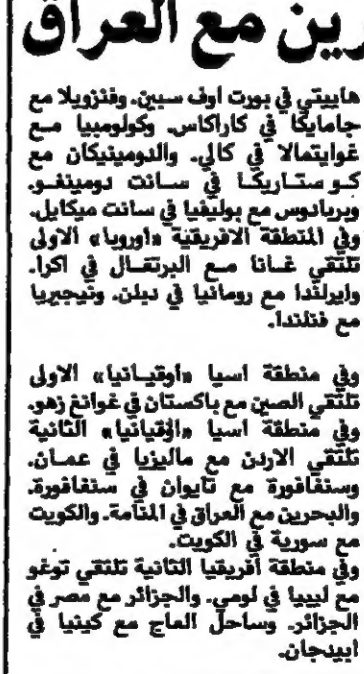 رين مع العراق
هاييتي في بورت أوف سبين. وفنزويلا مع
جامايكا في كاراكاس. وكولومبيا مع
غوايتمالا في كالي. والدومينيكان مع
كوستاريكا في سانت دومينغو.
وبربادوس مع بوليفيا في سانت ميكايل.
وفي المنطقة الافريقية «أوروبا» الاولى
تلتقي غانا مع البرتغال في اكرا.
وايرلندا مع رومانيا في دبلن. ونيجيريا
مع فنلندا.
وفي منطقة اسيا «أوقيانيا» الاولى
تلتقي الصين مع باكستان في غوانغ زهو.
وفي منطقة اسيا «اوقيانيا» الثانية
تلتقي الاردن مع ماليزيا في عمان.
وسنغافورة مع تايوان في سنغافورة.
والبحرين مع العراق في المنامة. والكويت
مع سورية في الكويت.
وفي منطقة أفريقيا الثانية تلتقي توغو
مع ليبيا في لومي. والجزائر مع مصر في
الجزائر. وساحل العاج مع كينيا في
ابيدجان.